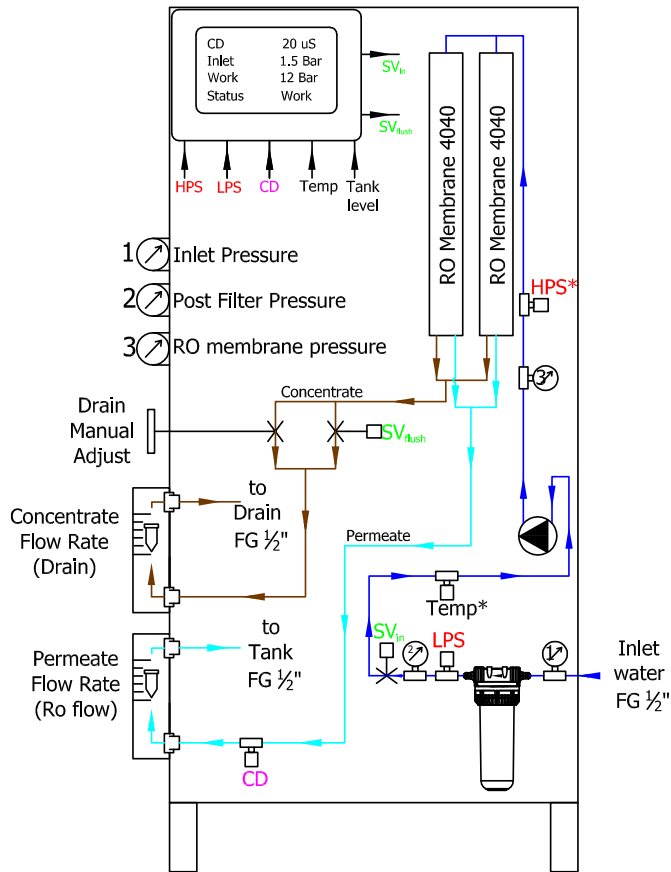 CD 20 uS
Inlet 1.5 Bar
Work 12 Bar
Status Work
SVin
SVflush
HPS LPS CD Temp Tank
level
RO Membrane 4040
RO Membrane 4040
1 Inlet Pressure
2 Post Filter Pressure
3 RO membrane pressure
HPS*
3
Concentrate
Drain
Manual
Adjust
SVflush
Concentrate
Flow Rate
(Drain)
to
Drain
FG ½"
Permeate
Temp*
SVin
LPS
2
1
Inlet
water
FG ½"
Permeate
Flow Rate
(Ro flow)
to
Tank
FG ½"
CD